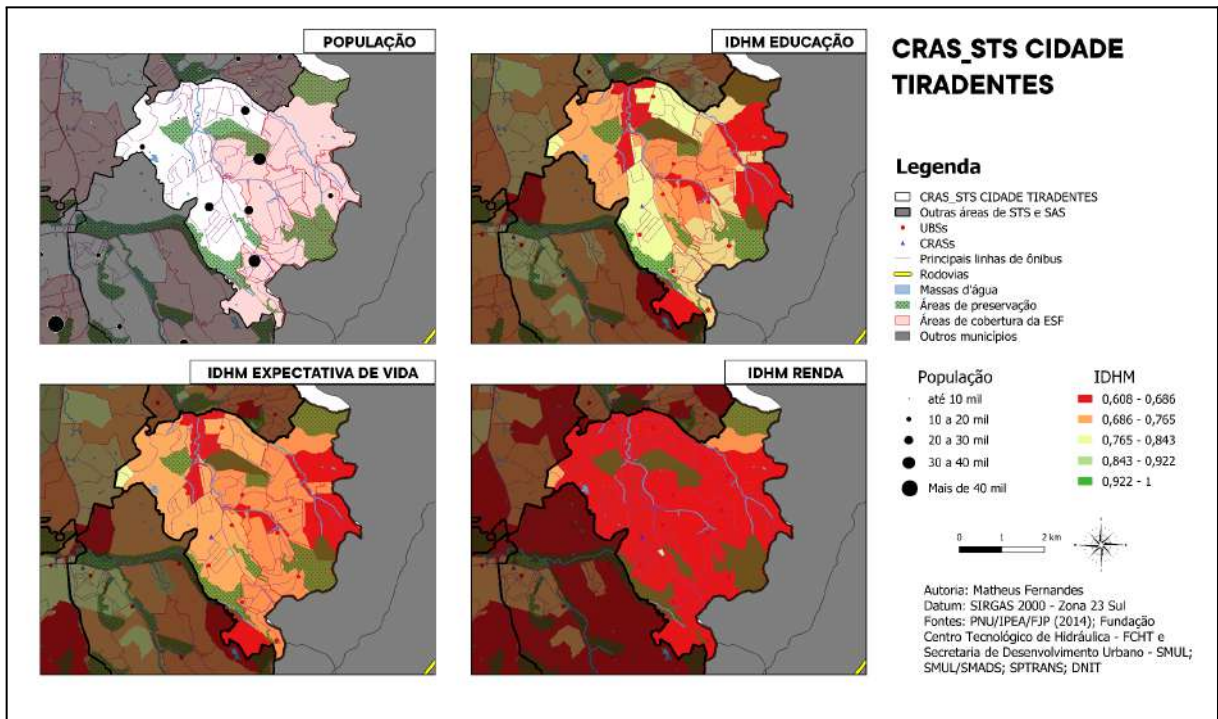 POPULAÇÃO
IDHM EDUCAÇÃO
IDHM EXPECTATIVA DE VIDA
IDHM RENDA
CRAS_STS CIDADE
TIRADENTES
Legenda
CRAS_STS CIDADE TIRADENTES
Outras áreas de STS e SAS
UBSs
CRASs
Principais linhas de ônibus
Rodovias
Massas d'água
Áreas de preservação
Áreas de cobertura da ESF
Outros municípios
População
até 10 mil
10 a 20 mil
20 a 30 mil
30 a 40 mil
Mais de 40 mil
IDHM
0,608 - 0,686
0,686 - 0,765
0,765 - 0,843
0,843 - 0,922
0,922 - 1
0 1 2 km
Autoria: Matheus Fernandes
Datum: SIRGAS 2000 - Zona 23 Sul
Fontes: PNU/IPEA/FJP (2014); Fundação
Centro Tecnológico de Hidráulica - FCHT e
Secretaria de Desenvolvimento Urbano - SMUL;
SMUL/SMADS; SPTRANS; DNIT